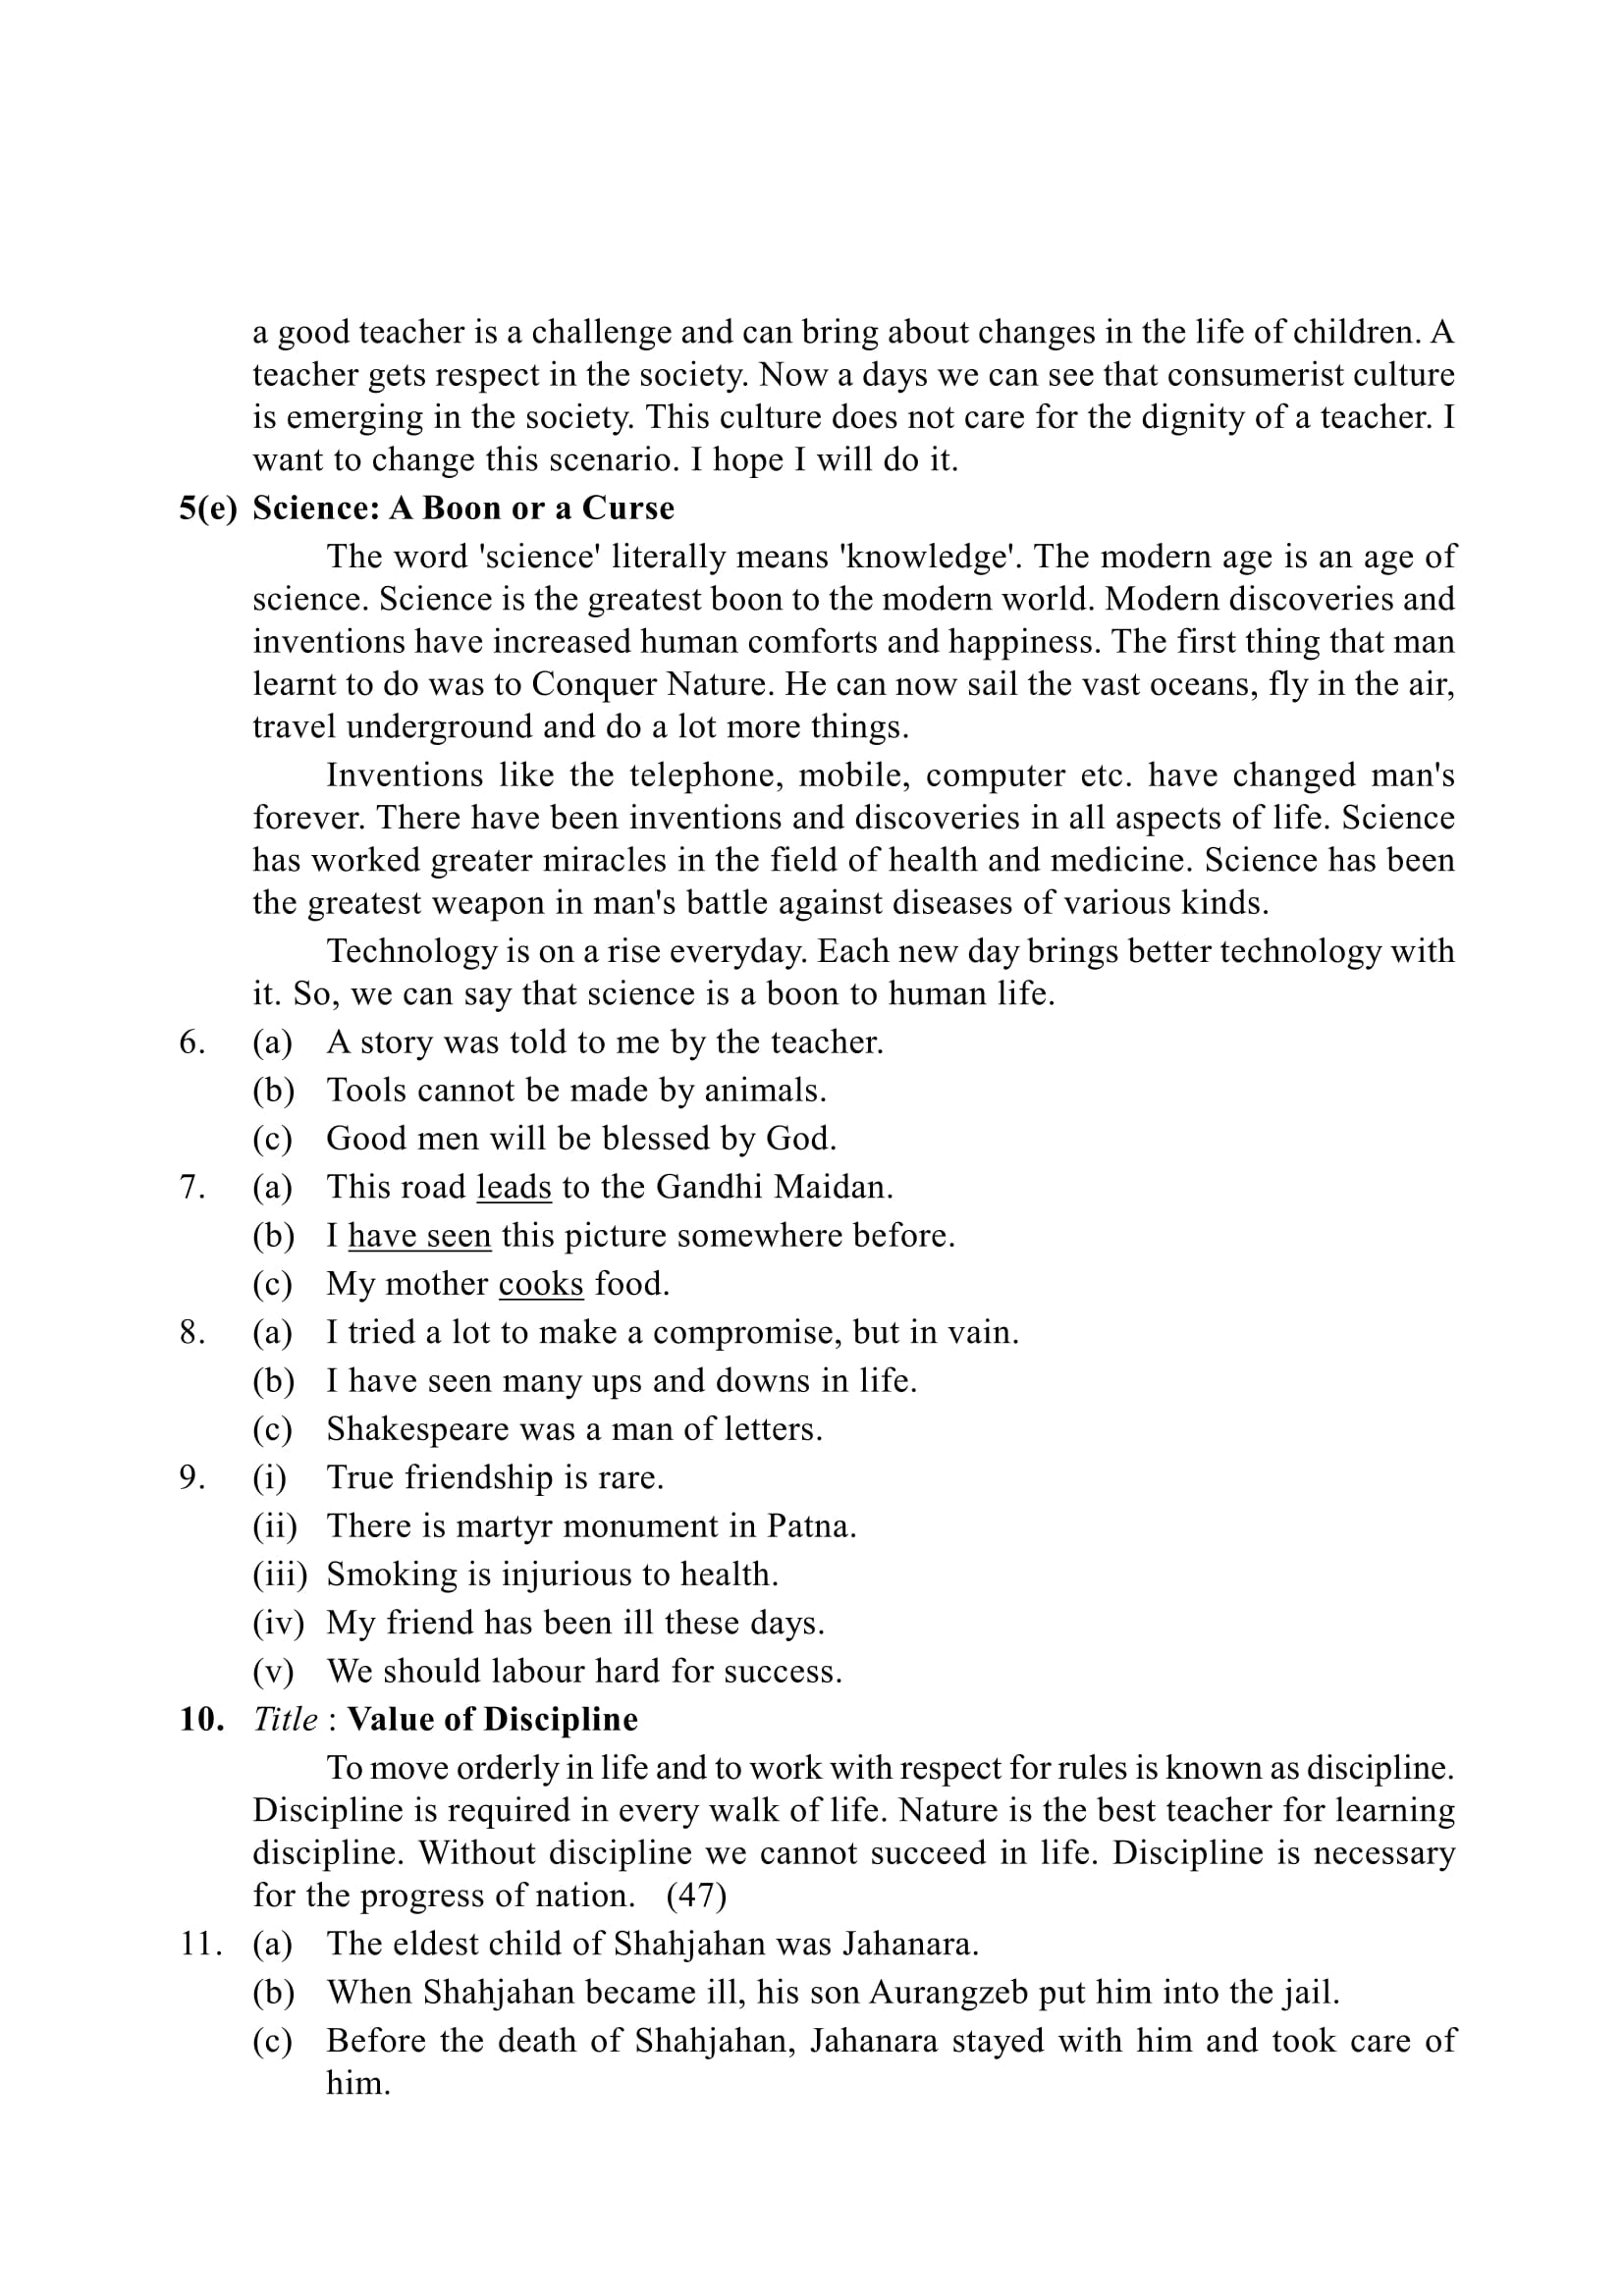 a good teacher is a challenge and can bring about changes in the life of children. A
teacher gets respect in the society. Now a days we can see that consumerist culture
is emerging in the society. This culture does not care for the dignity of a teacher. I
want to change this scenario. I hope I will do it.
5(e) Science: A Boon or a Curse
The word 'science' literally means 'knowledge'. The modern age is an age of
science. Science is the greatest boon to the modern world. Modern discoveries and
inventions have increased human comforts and happiness. The first thing that man
learnt to do was to Conquer Nature. He can now sail the vast oceans, fly in the air,
travel underground and do a lot more things.
Inventions like the telephone, mobile, computer etc. have changed man's
forever. There have been inventions and discoveries in all aspects of life. Science
has worked greater miracles in the field of health and medicine. Science has been
the greatest weapon in man's battle against diseases of various kinds.
Technology is on a rise everyday. Each new day brings better technology with
it. So, we can say that science is a boon to human life.
6. (a) A story was told to me by the teacher.
(b) Tools cannot be made by animals.
(c) Good men will be blessed by God.
7. (a) This road leads to the Gandhi Maidan.
(b) I have seen this picture somewhere before.
(c) My mother cooks food.
8. (a) I tried a lot to make a compromise, but in vain.
(b) I have seen many ups and downs in life.
(c) Shakespeare was a man of letters.
9. (i) True friendship is rare.
(ii) There is martyr monument in Patna.
(iii) Smoking is injurious to health.
(iv) My friend has been ill these days.
(v) We should labour hard for success.
10. Title : Value of Discipline
To move orderly in life and to work with respect for rules is known as discipline.
Discipline is required in every walk of life. Nature is the best teacher for learning
discipline. Without discipline we cannot succeed in life. Discipline is necessary
for the progress of nation. (47)
11. (a) The eldest child of Shahjahan was Jahanara.
(b) When Shahjahan became ill, his son Aurangzeb put him into the jail.
(c) Before the death of Shahjahan, Jahanara stayed with him and took care of
him.